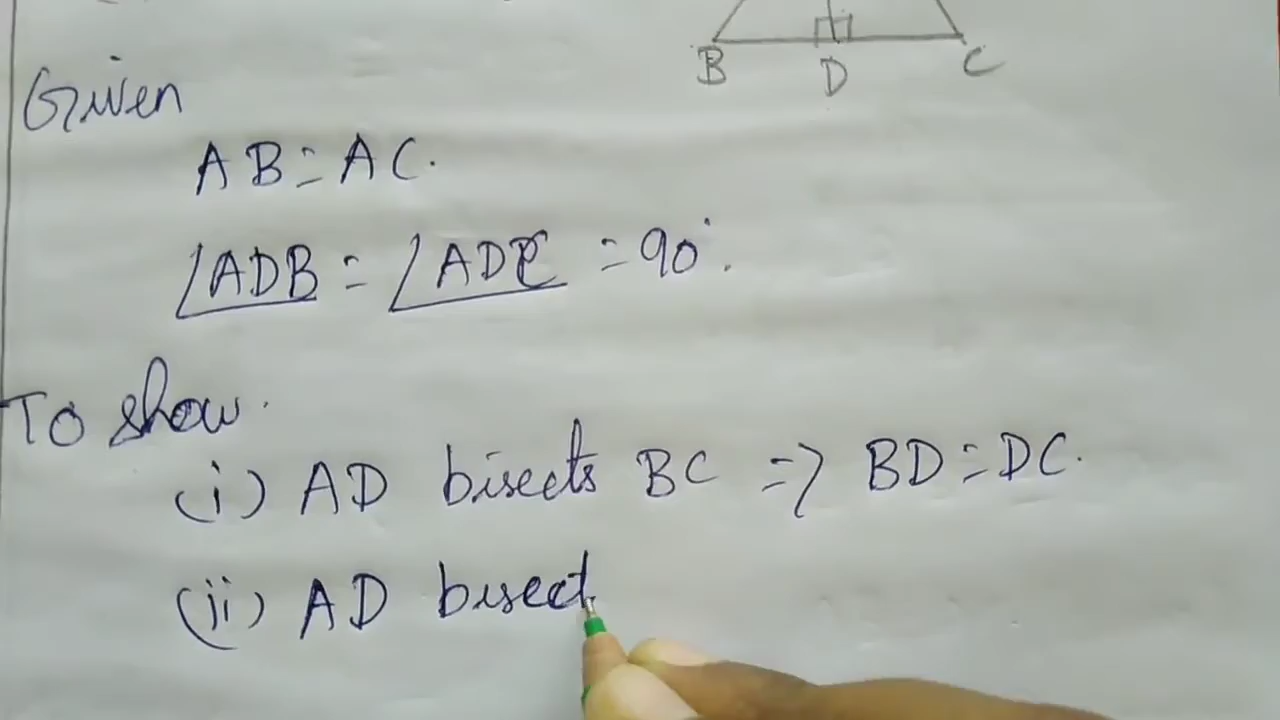 B D C
Given
AB = AC.
∠ADB = ∠ADC = 90°.
To show.
(i) AD bisects BC => BD = DC.
(ii) AD bisect